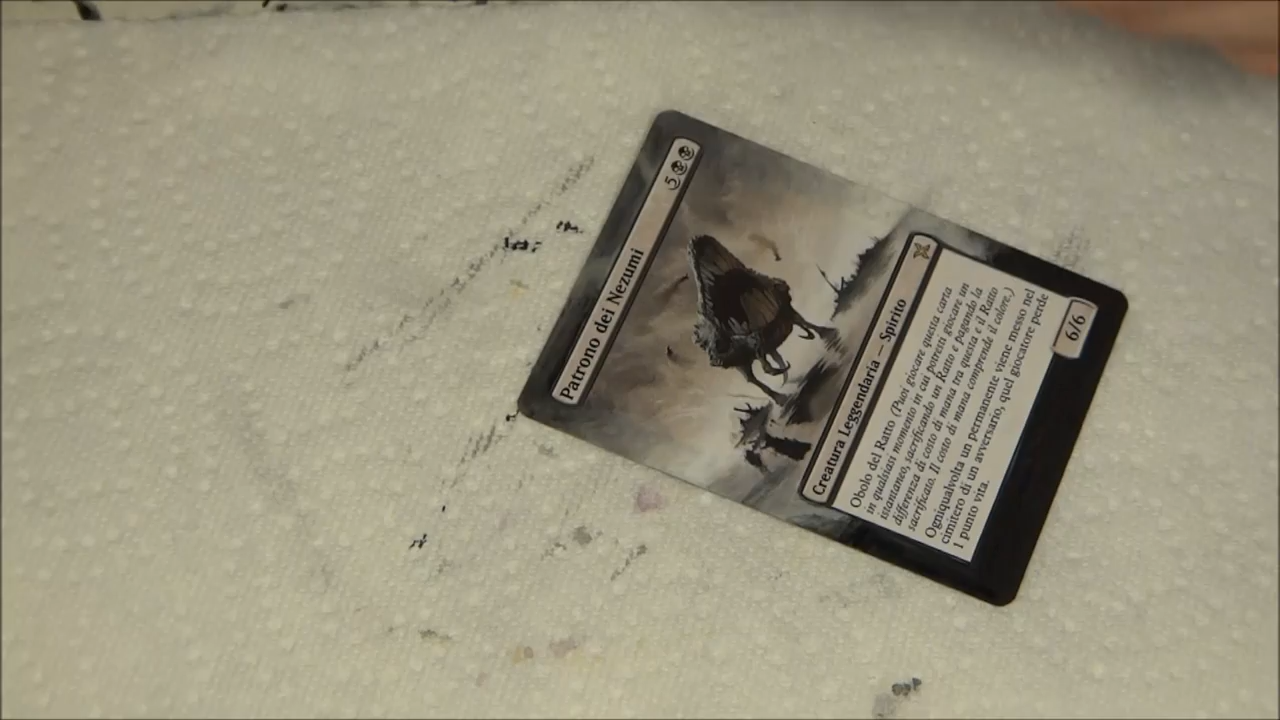 Patrono dei Nezumi 5
Creatura Leggendaria — Spirito
Obolo del Ratto (Puoi giocare questa carta
in qualsiasi momento in cui potresti giocare un
istantaneo, sacrificando un Ratto e pagando la
differenza di costo di mana tra questa e il Ratto
sacrificato. Il costo di mana comprende il colore.)
Ogniqualvolta un permanente viene messo nel
cimitero di un avversario, quel giocatore perde
1 punto vita.
6/6